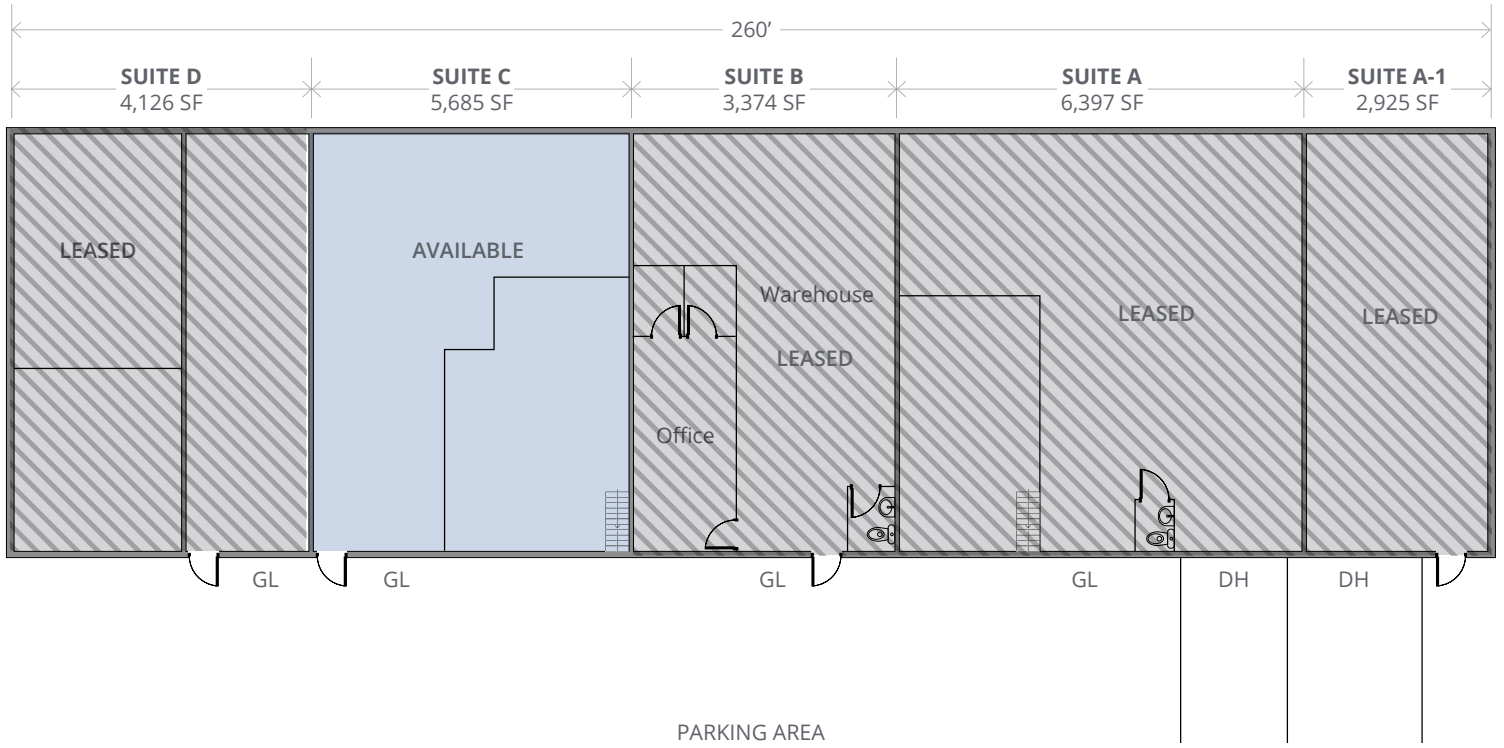 260’
SUITE D
4,126 SF
SUITE C
5,685 SF
SUITE B
3,374 SF
SUITE A
6,397 SF
SUITE A-1
2,925 SF
LEASED
AVAILABLE
Warehouse
LEASED
Office
LEASED
LEASED
GL
GL
GL
GL
DH
DH
PARKING AREA